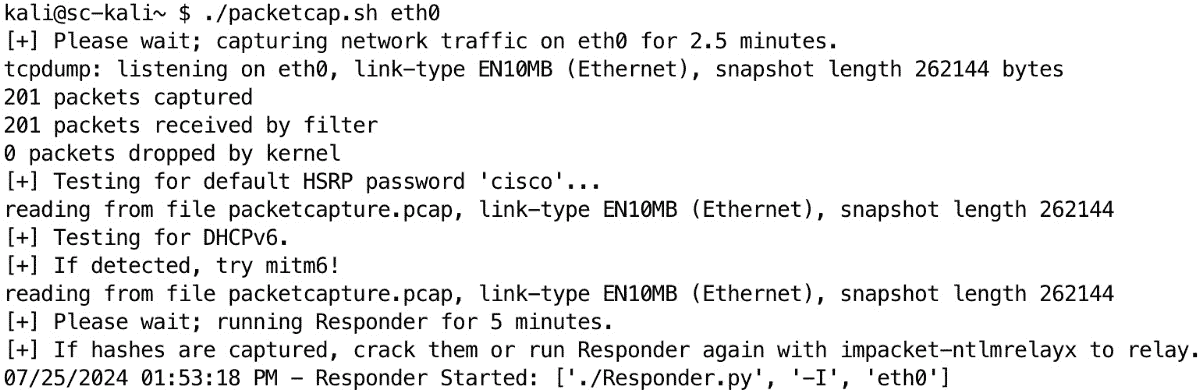 kali@sc-kali~ $ ./packetcap.sh eth0
[+] Please wait; capturing network traffic on eth0 for 2.5 minutes.
tcpdump: listening on eth0, link-type EN10MB (Ethernet), snapshot length 262144 bytes
201 packets captured
201 packets received by filter
0 packets dropped by kernel
[+] Testing for default HSRP password 'cisco'...
reading from file packetcapture.pcap, link-type EN10MB (Ethernet), snapshot length 262144
[+] Testing for DHCPv6.
[+] If detected, try mitm6!
reading from file packetcapture.pcap, link-type EN10MB (Ethernet), snapshot length 262144
[+] Please wait; running Responder for 5 minutes.
[+] If hashes are captured, crack them or run Responder again with impacket-ntlmrelayx to relay.
07/25/2024 01:53:18 PM - Responder Started: ['./Responder.py', '-I', 'eth0']